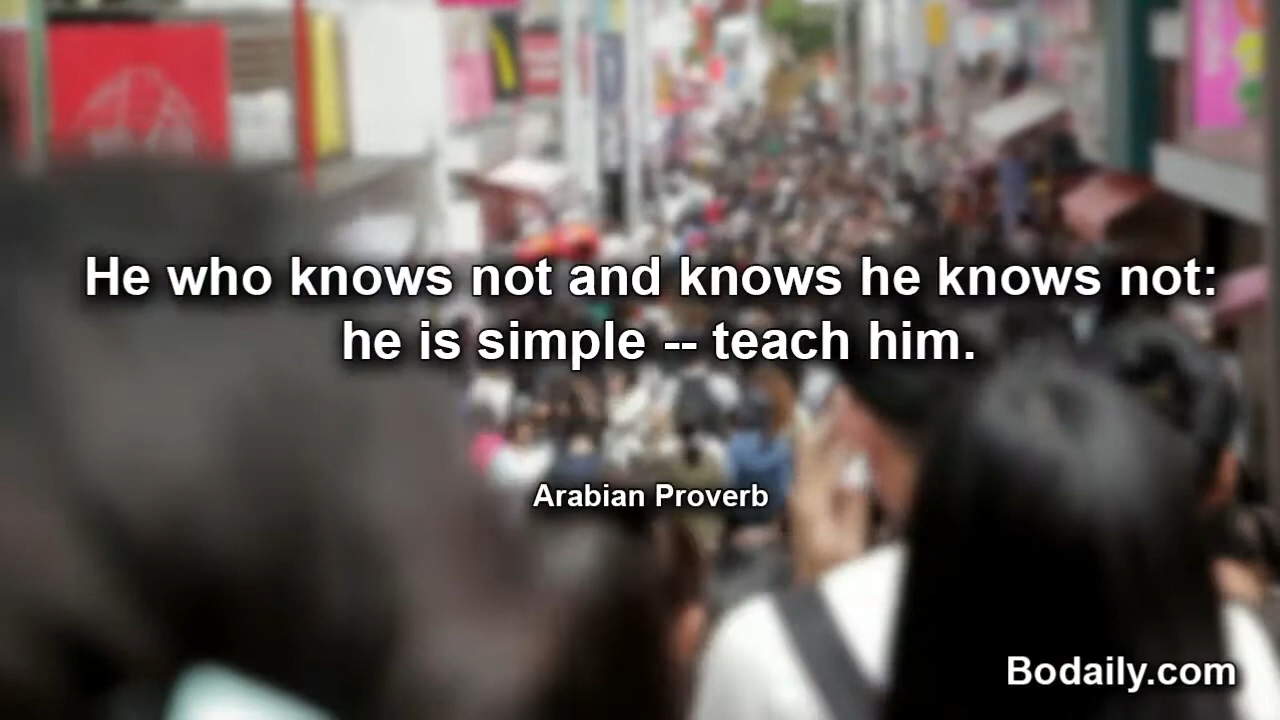 He who knows not and knows he knows not:
he is simple -- teach him.
Arabian Proverb
Bodaily.com